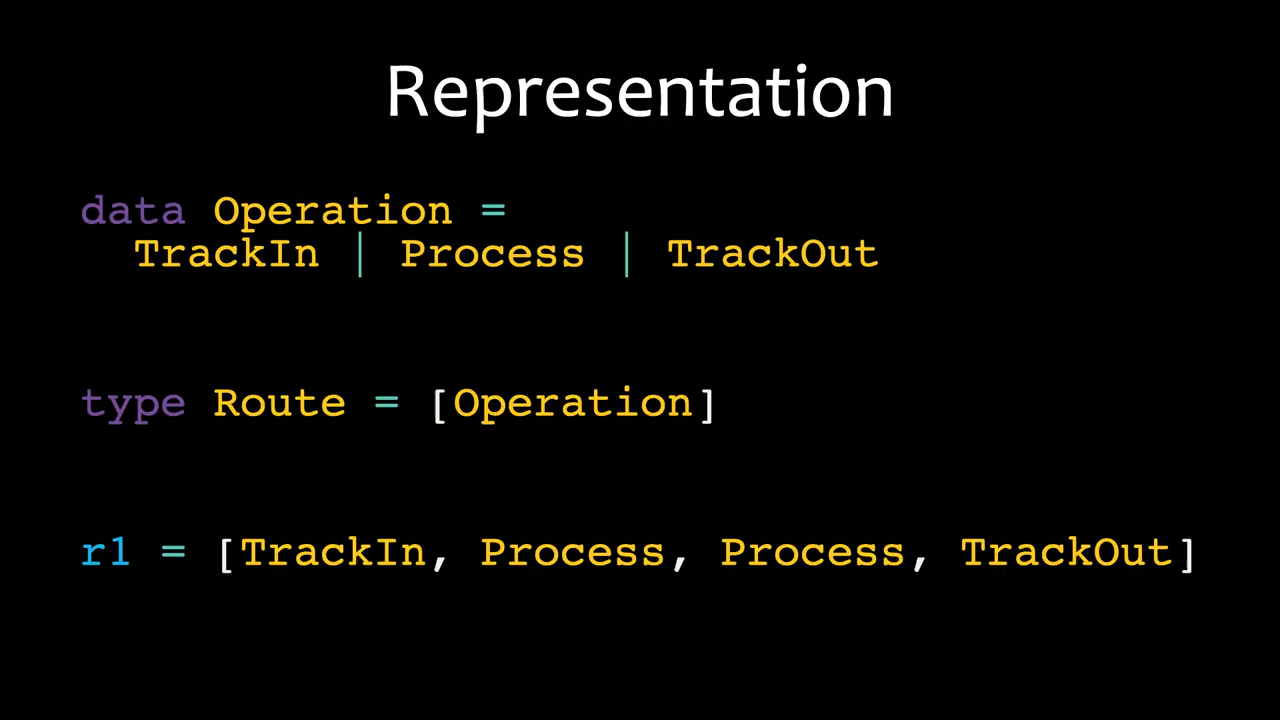 Representation
data Operation =
TrackIn | Process | TrackOut
type Route = [Operation]
r1 = [TrackIn, Process, Process, TrackOut]